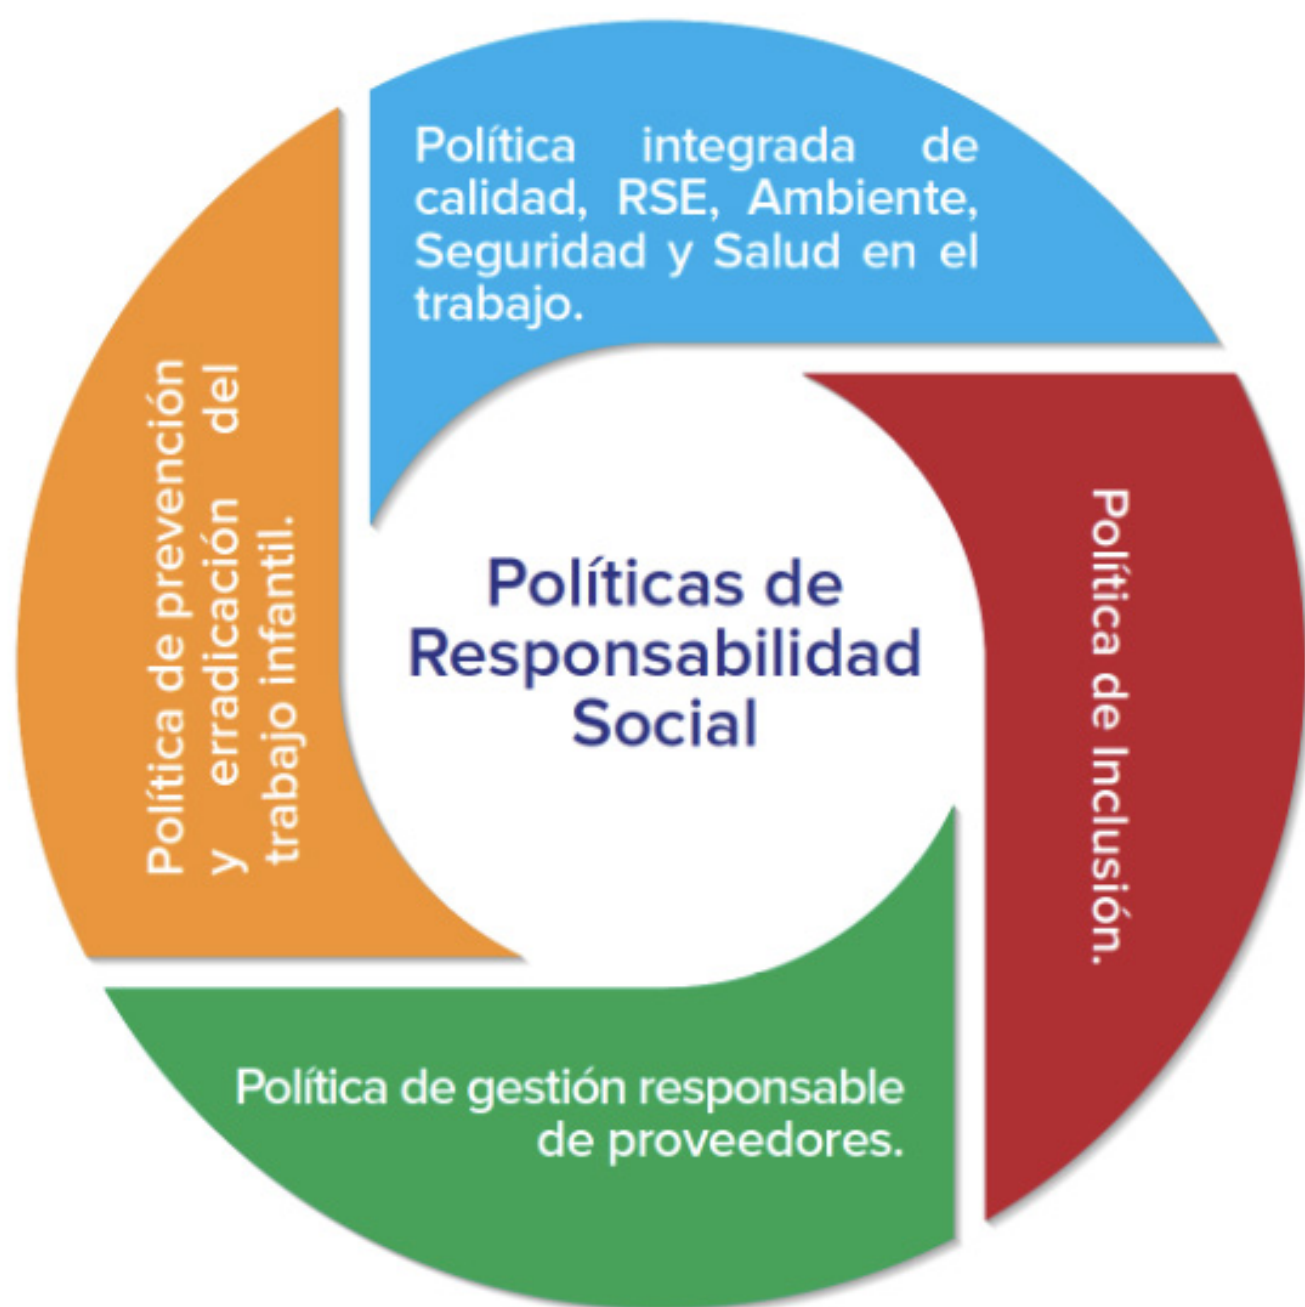 Política integrada de
calidad, RSE, Ambiente,
Seguridad y Salud en el
trabajo.
Política de Inclusión.
Política de gestión responsable
de proveedores.
Política de prevención
y erradicación del
trabajo infantil.
Políticas de
Responsabilidad
Social